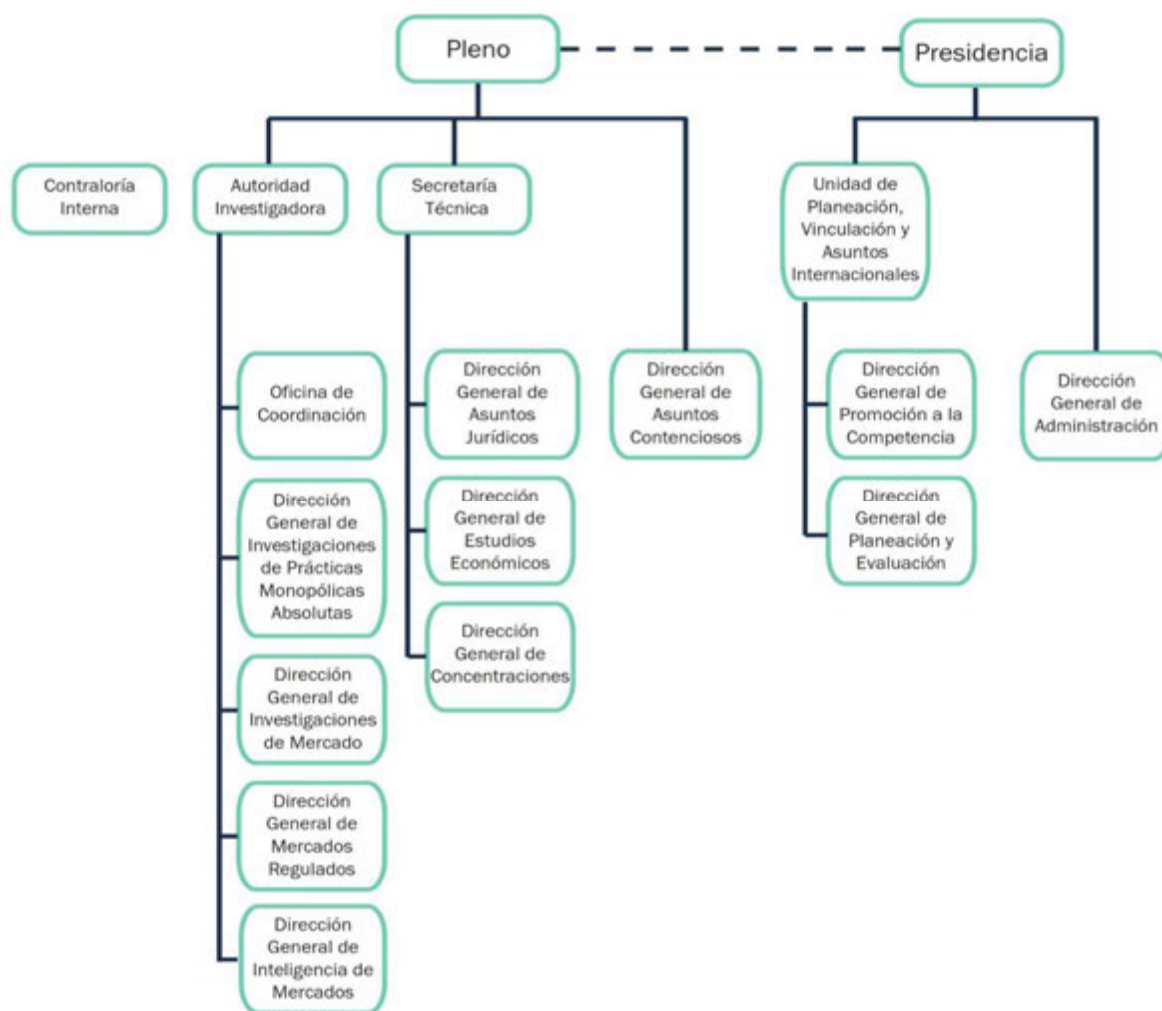 Pleno
Presidencia
Contraloría
Interna
Autoridad
Investigadora
Secretaría
Técnica
Unidad de
Planeación,
Vinculación y
Asuntos
Internacionales
Oficina de
Coordinación
Dirección
General de
Asuntos
Jurídicos
Dirección
General de
Asuntos
Contenciosos
Dirección
General de
Promoción a la
Competencia
Dirección
General de
Administración
Dirección
General de
Investigaciones
de Prácticas
Monopólicas
Absolutas
Dirección
General de
Estudios
Económicos
Dirección
General de
Planeación y
Evaluación
Dirección
General de
Concentraciones
Dirección
General de
Investigaciones
de Mercado
Dirección
General de
Mercados
Regulados
Dirección
General de
Inteligencia de
Mercados